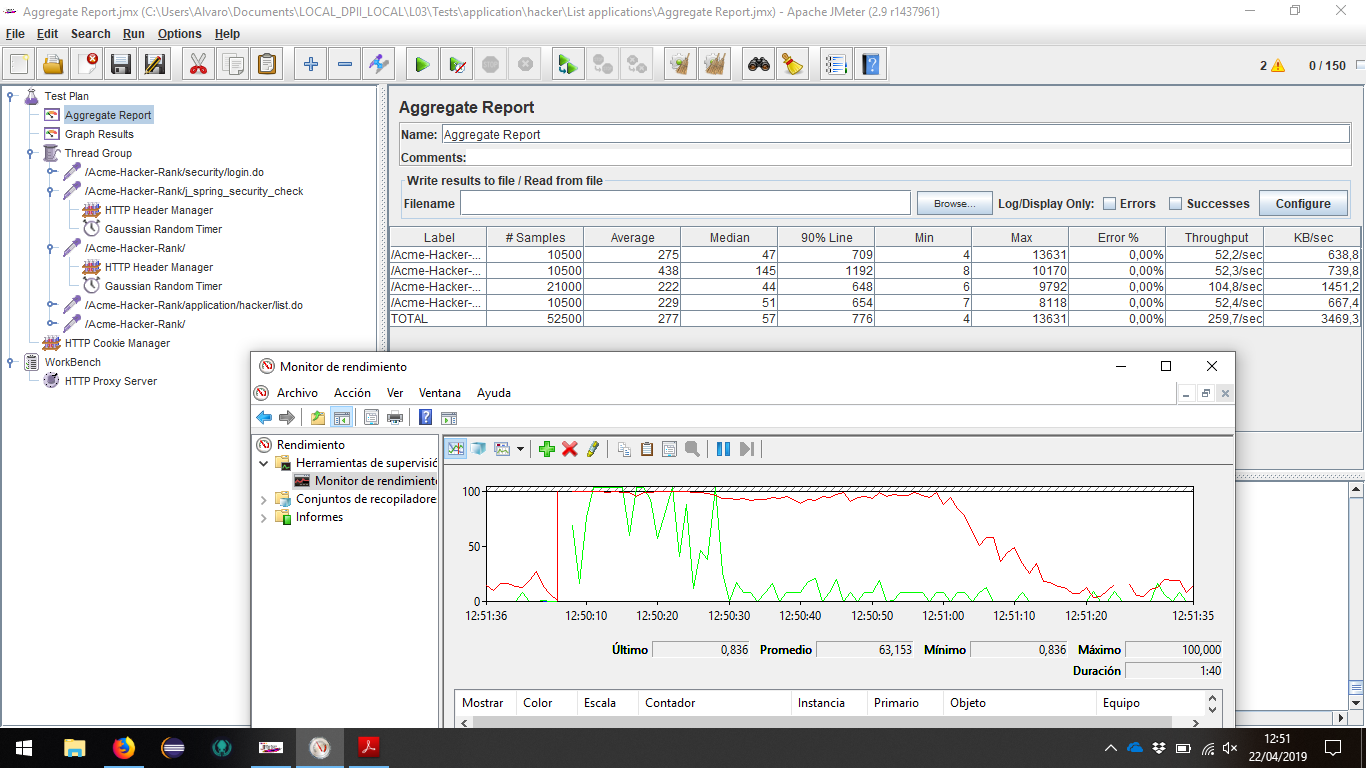 Aggregate Report.jmx (C:\Users\Alvaro\Documents\LOCAL_DPII_LOCAL\L03\Tests\application\hacker\List applications\Aggregate Report.jmx) - Apache JMeter (2.9 r1437961)
File Edit Search Run Options Help
2 0 / 150
Test Plan
Aggregate Report
Graph Results
Thread Group
/Acme-Hacker-Rank/security/login.do
/Acme-Hacker-Rank/j_spring_security_check
HTTP Header Manager
Gaussian Random Timer
/Acme-Hacker-Rank/
HTTP Header Manager
Gaussian Random Timer
/Acme-Hacker-Rank/application/hacker/list.do
/Acme-Hacker-Rank/
HTTP Cookie Manager
WorkBench
HTTP Proxy Server
Aggregate Report
Name: Aggregate Report
Comments:
Write results to file / Read from file
Filename Browse... Log/Display Only: Errors Successes Configure
Label # Samples Average Median 90% Line Min Max Error % Throughput KB/sec
/Acme-Hacker-... 10500 275 47 709 4 13631 0,00% 52,2/sec 638,8
/Acme-Hacker-... 10500 438 145 1192 8 10170 0,00% 52,3/sec 739,8
/Acme-Hacker-... 21000 222 44 648 6 9792 0,00% 104,8/sec 1451,2
/Acme-Hacker-... 10500 229 51 654 7 8118 0,00% 52,4/sec 667,4
TOTAL 52500 277 57 776 4 13631 0,00% 259,7/sec 3469,3
Monitor de rendimiento
Archivo Acción Ver Ventana Ayuda
Rendimiento
Herramientas de supervisió
Monitor de rendimiento
Conjuntos de recopiladore
Informes
100
50
0
12:51:36 12:50:10 12:50:20 12:50:30 12:50:40 12:50:50 12:51:00 12:51:10 12:51:20 12:51:35
Último 0,836 Promedio 63,153 Mínimo 0,836 Máximo 100,000
Duración 1:40
Mostrar Color Escala Contador Instancia Primario Objeto Equipo
12:51
22/04/2019